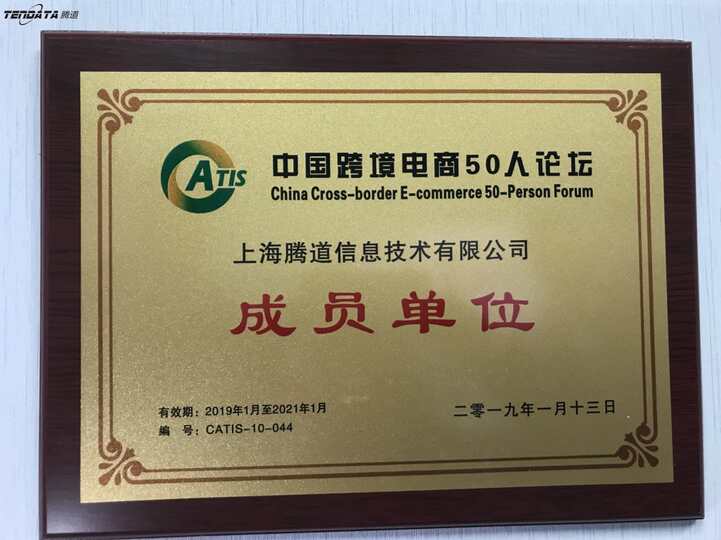 TENDATA 腾道
CATIS
中国跨境电商50人论坛
China Cross-border E-commerce 50-Person Forum
上海腾道信息技术有限公司
成员单位
有效期：2019年1月至2021年1月
编 号：CATIS-10-044
二零一九年一月十三日